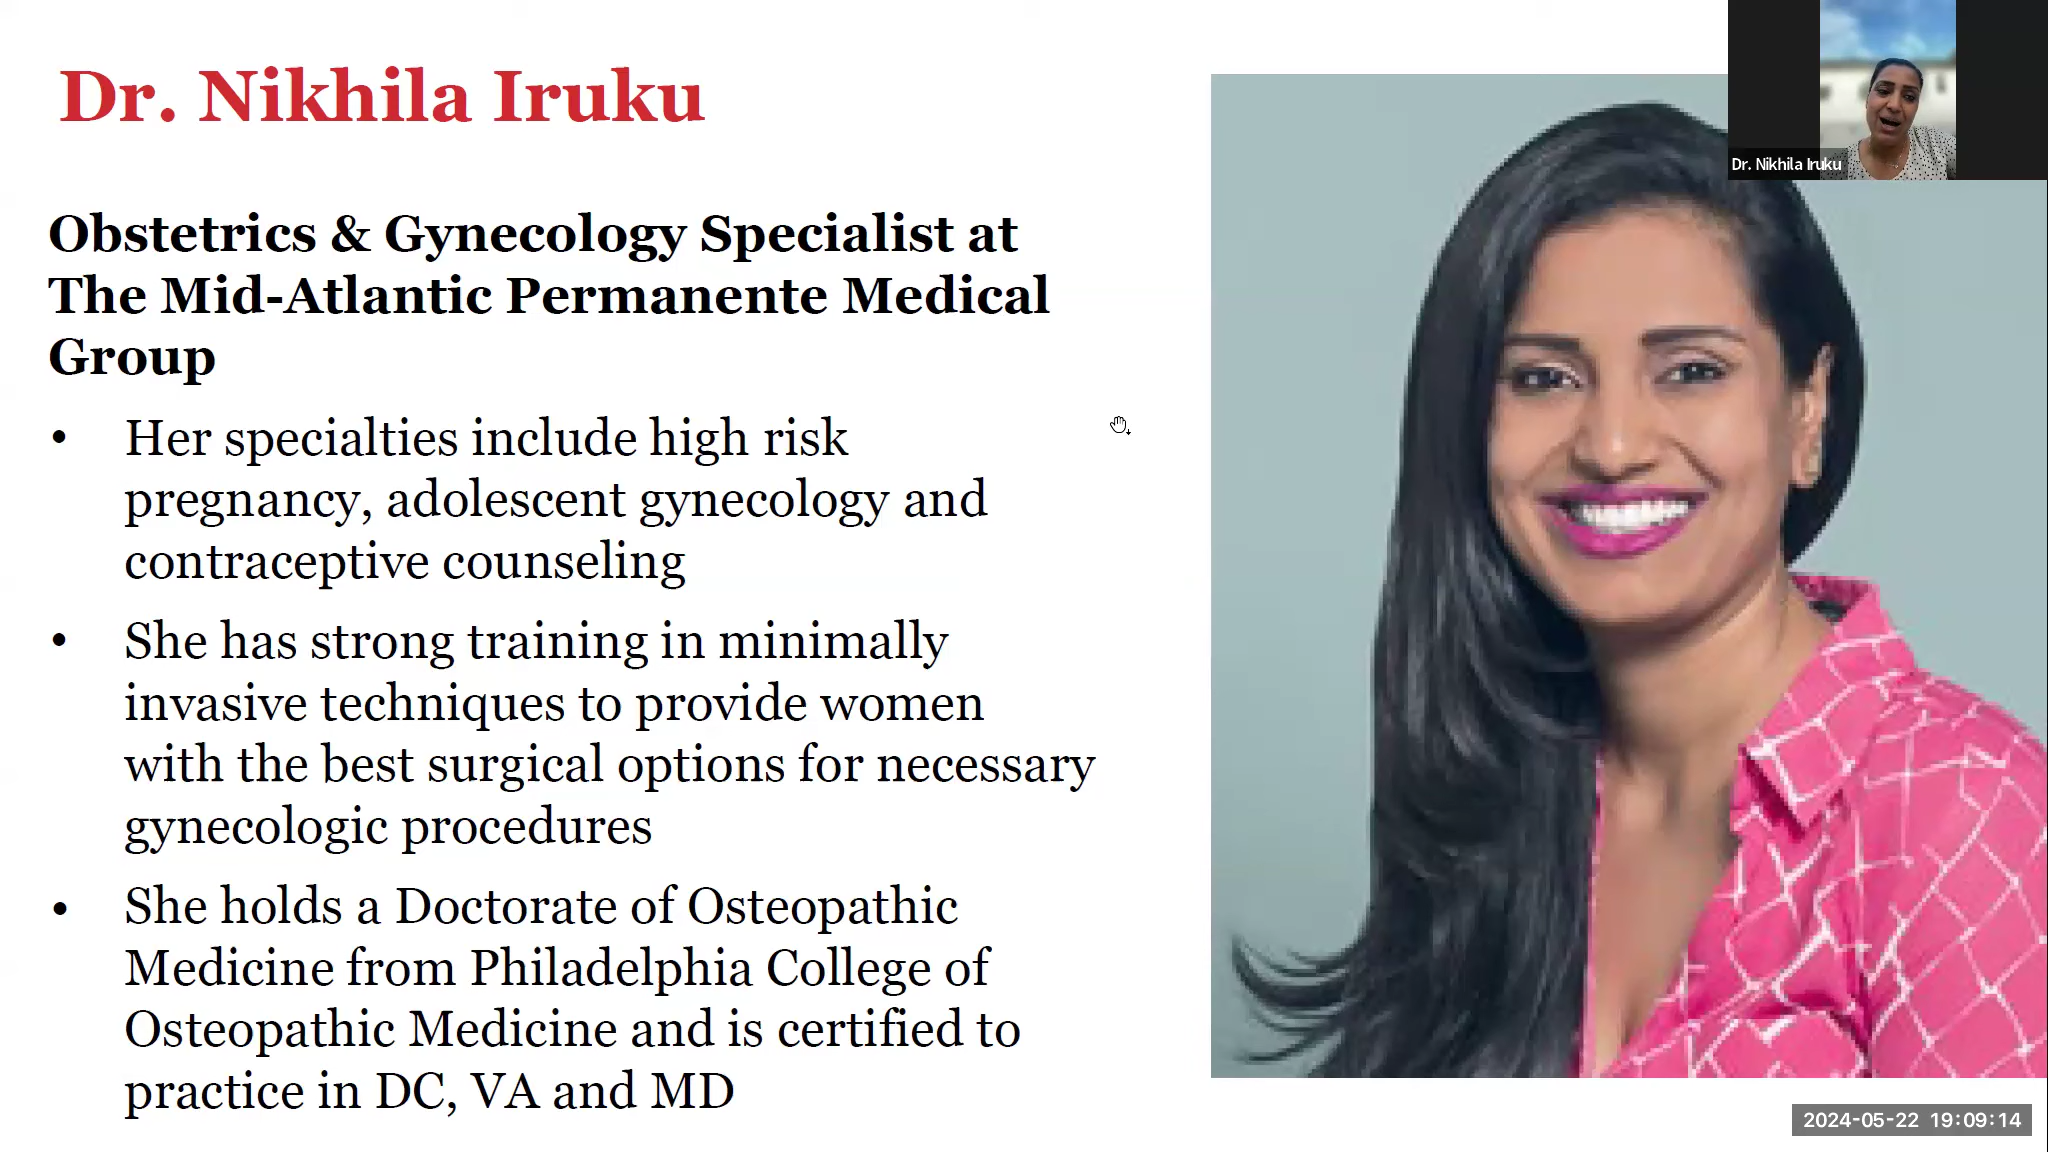 Dr. Nikhila Iruku
Dr. Nikhila Iruku
Obstetrics & Gynecology Specialist at
The Mid-Atlantic Permanente Medical
Group
• Her specialties include high risk
pregnancy, adolescent gynecology and
contraceptive counseling
• She has strong training in minimally
invasive techniques to provide women
with the best surgical options for necessary
gynecologic procedures
• She holds a Doctorate of Osteopathic
Medicine from Philadelphia College of
Osteopathic Medicine and is certified to
practice in DC, VA and MD
2024-05-22 19:09:14